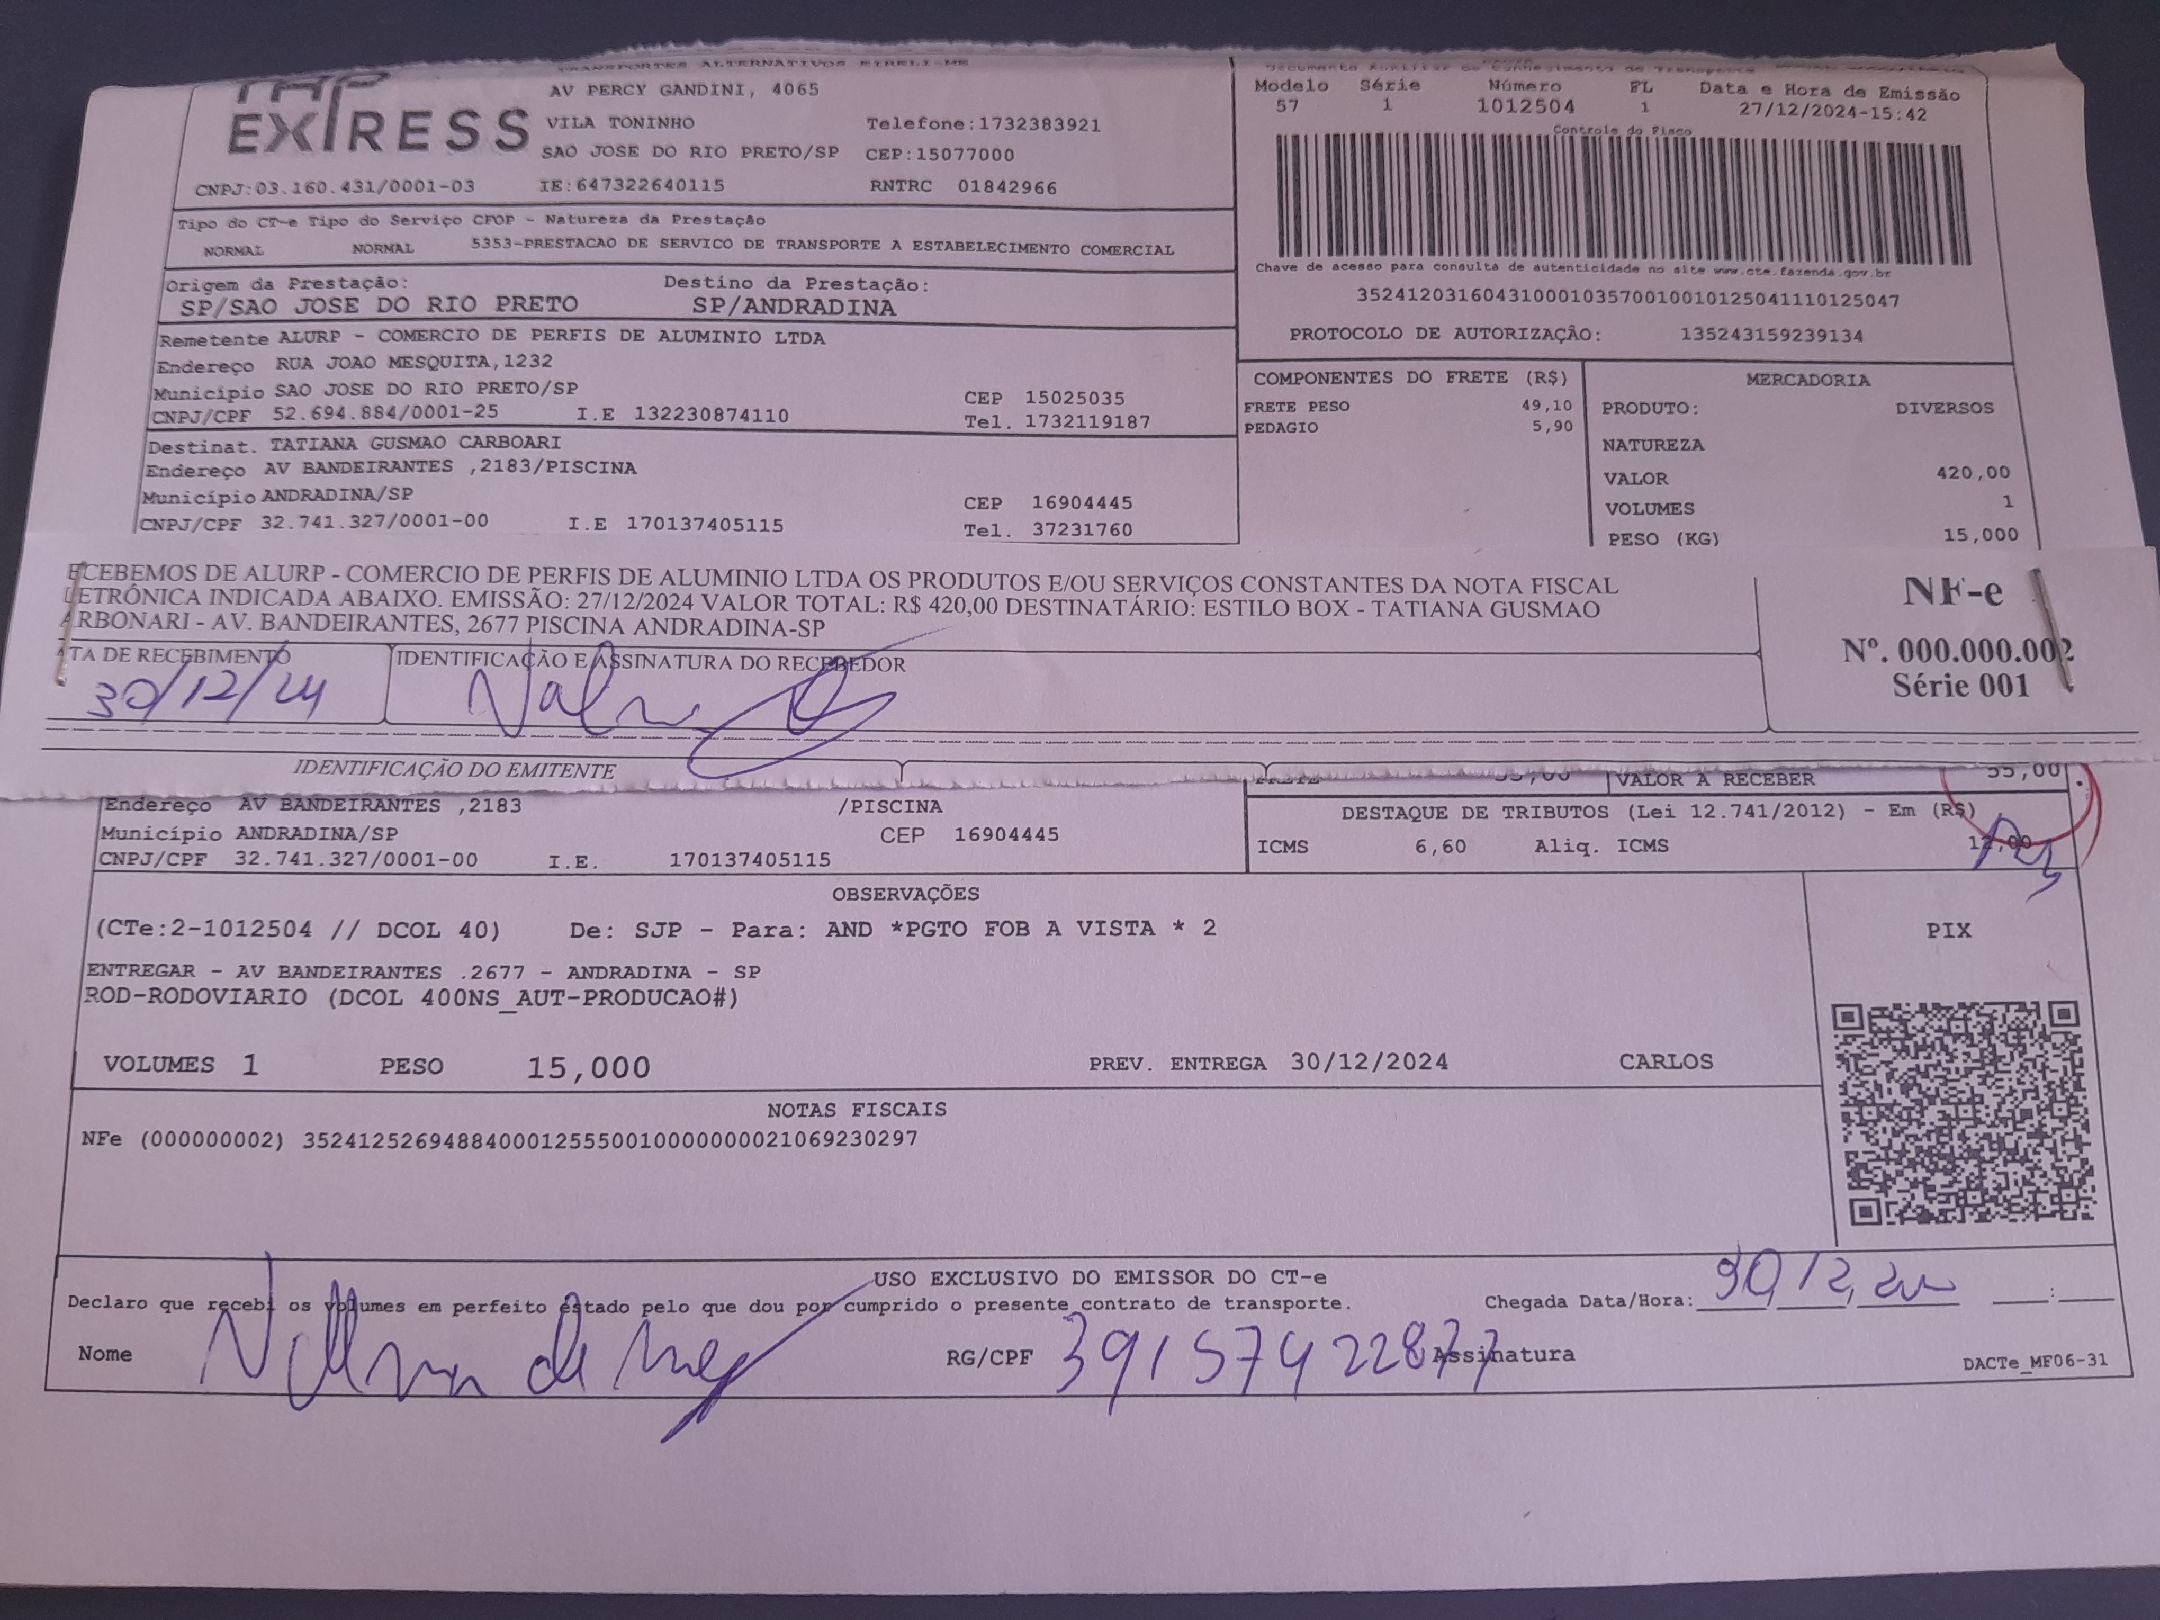 EXPRESS
TRANSPORTES ALTERNATIVOS EIRELI-ME
AV PERCY GANDINI, 4065
VILA TONINHO Telefone:1732383921
SAO JOSE DO RIO PRETO/SP CEP:15077000
CNPJ:03.160.431/0001-03 IE:647322640115 RNTRC 01842966
Documento Auxiliar do Conhecimento de Transporte
Modelo Série Número FL Data e Hora de Emissão
57 1 1012504 1 27/12/2024-15:42
Controle do Fisco
Chave de acesso para consulta de autenticidade no site www.cte.fazenda.gov.br
35241203160431000103570010010125041110125047
PROTOCOLO DE AUTORIZAÇÃO: 135243159239134
Tipo do CT-e Tipo do Serviço CFOP - Natureza da Prestação
NORMAL NORMAL 5353-PRESTACAO DE SERVICO DE TRANSPORTE A ESTABELECIMENTO COMERCIAL
Origem da Prestação: Destino da Prestação:
SP/SAO JOSE DO RIO PRETO SP/ANDRADINA
Remetente ALURP - COMERCIO DE PERFIS DE ALUMINIO LTDA
Endereço RUA JOAO MESQUITA,1232
Município SAO JOSE DO RIO PRETO/SP CEP 15025035
CNPJ/CPF 52.694.884/0001-25 I.E 132230874110 Tel. 1732119187
Destinat. TATIANA GUSMAO CARBOARI
Endereço AV BANDEIRANTES ,2183/PISCINA
Município ANDRADINA/SP CEP 16904445
CNPJ/CPF 32.741.327/0001-00 I.E 170137405115 Tel. 37231760
COMPONENTES DO FRETE (R$)
FRETE PESO 49,10
PEDAGIO 5,90
MERCADORIA
PRODUTO: DIVERSOS
NATUREZA
VALOR 420,00
VOLUMES 1
PESO (KG) 15,000
ECEBEMOS DE ALURP - COMERCIO DE PERFIS DE ALUMINIO LTDA OS PRODUTOS E/OU SERVIÇOS CONSTANTES DA NOTA FISCAL
LETRÔNICA INDICADA ABAIXO. EMISSÃO: 27/12/2024 VALOR TOTAL: R$ 420,00 DESTINATÁRIO: ESTILO BOX - TATIANA GUSMAO
ARBONARI - AV. BANDEIRANTES, 2677 PISCINA ANDRADINA-SP
NF-e
Nº. 000.000.002
Série 001
ATA DE RECEBIMENTO IDENTIFICAÇÃO E ASSINATURA DO RECEBEDOR
30/12/24
IDENTIFICAÇÃO DO EMITENTE
55,00 VALOR A RECEBER 55,00
Endereço AV BANDEIRANTES ,2183 /PISCINA
Município ANDRADINA/SP CEP 16904445
CNPJ/CPF 32.741.327/0001-00 I.E. 170137405115
DESTAQUE DE TRIBUTOS (Lei 12.741/2012) - Em (R$)
ICMS 6,60 Aliq. ICMS 12,00
OBSERVAÇÕES
(CTe:2-1012504 // DCOL 40) De: SJP - Para: AND *PGTO FOB A VISTA * 2
ENTREGAR - AV BANDEIRANTES .2677 - ANDRADINA - SP
ROD-RODOVIARIO (DCOL 400NS_AUT-PRODUCAO#)
VOLUMES 1 PESO 15,000 PREV. ENTREGA 30/12/2024 CARLOS
PIX
NOTAS FISCAIS
NFe (000000002) 35241252694884000125550010000000021069230297
USO EXCLUSIVO DO EMISSOR DO CT-e
Declaro que recebi os volumes em perfeito estado pelo que dou por cumprido o presente contrato de transporte. Chegada Data/Hora: 30/12/
Nome RG/CPF 39157422877 Assinatura
DACTe_MF06-31